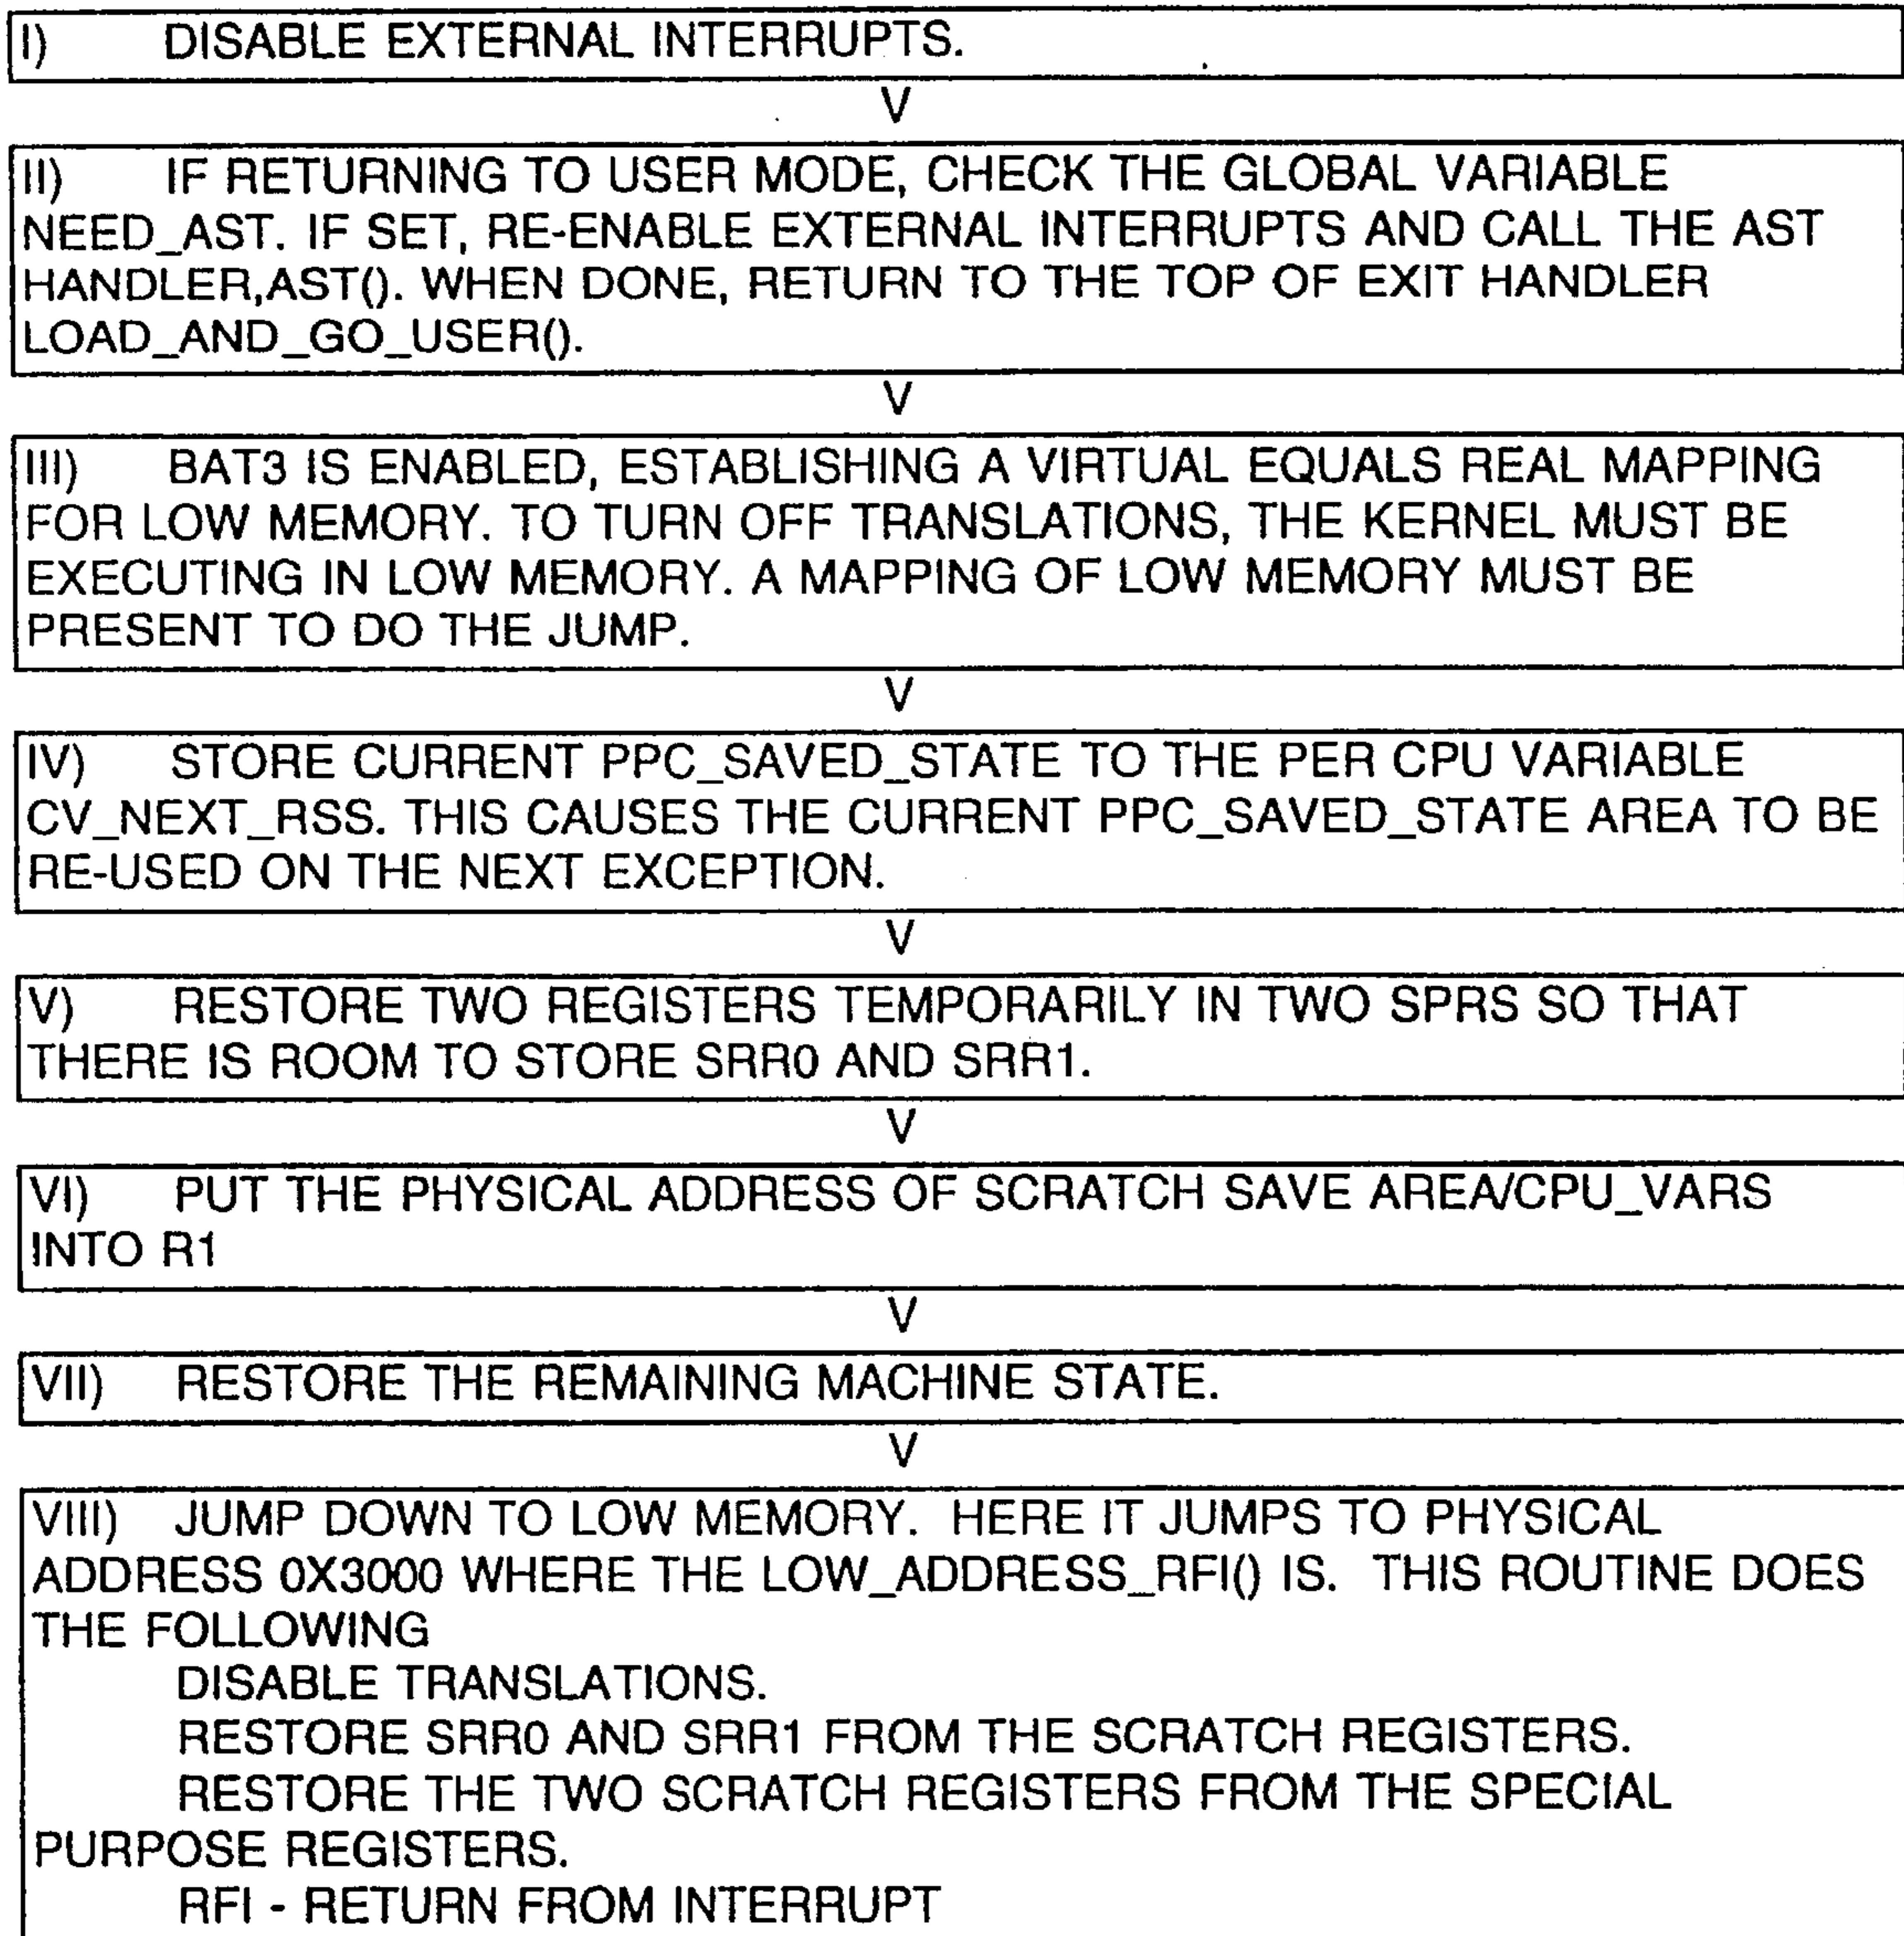 I) DISABLE EXTERNAL INTERRUPTS.
V
II) IF RETURNING TO USER MODE, CHECK THE GLOBAL VARIABLE
NEED_AST. IF SET, RE-ENABLE EXTERNAL INTERRUPTS AND CALL THE AST
HANDLER,AST(). WHEN DONE, RETURN TO THE TOP OF EXIT HANDLER
LOAD_AND_GO_USER().
V
III) BAT3 IS ENABLED, ESTABLISHING A VIRTUAL EQUALS REAL MAPPING
FOR LOW MEMORY. TO TURN OFF TRANSLATIONS, THE KERNEL MUST BE
EXECUTING IN LOW MEMORY. A MAPPING OF LOW MEMORY MUST BE
PRESENT TO DO THE JUMP.
V
IV) STORE CURRENT PPC_SAVED_STATE TO THE PER CPU VARIABLE
CV_NEXT_RSS. THIS CAUSES THE CURRENT PPC_SAVED_STATE AREA TO BE
RE-USED ON THE NEXT EXCEPTION.
V
V) RESTORE TWO REGISTERS TEMPORARILY IN TWO SPRS SO THAT
THERE IS ROOM TO STORE SRR0 AND SRR1.
V
VI) PUT THE PHYSICAL ADDRESS OF SCRATCH SAVE AREA/CPU_VARS
INTO R1
V
VII) RESTORE THE REMAINING MACHINE STATE.
V
VIII) JUMP DOWN TO LOW MEMORY. HERE IT JUMPS TO PHYSICAL
ADDRESS 0X3000 WHERE THE LOW_ADDRESS_RFI() IS. THIS ROUTINE DOES
THE FOLLOWING
DISABLE TRANSLATIONS.
RESTORE SRR0 AND SRR1 FROM THE SCRATCH REGISTERS.
RESTORE THE TWO SCRATCH REGISTERS FROM THE SPECIAL
PURPOSE REGISTERS.
RFI - RETURN FROM INTERRUPT